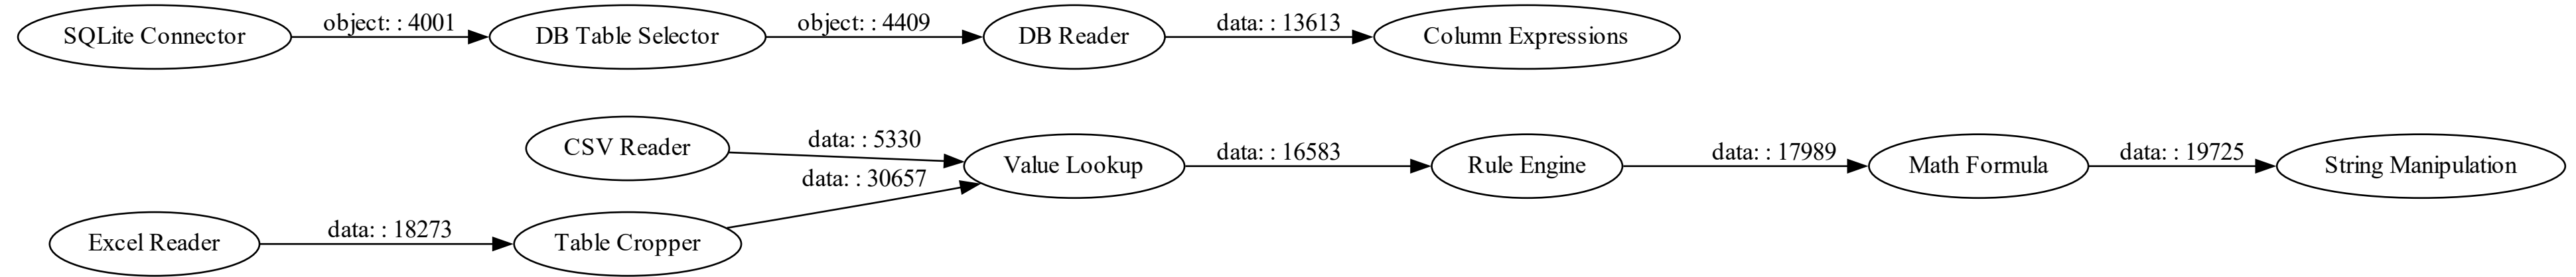 SQLite Connector
object: : 4001
DB Table Selector
object: : 4409
DB Reader
data: : 13613
Column Expressions
CSV Reader
data: : 5330
Excel Reader
data: : 18273
Table Cropper
data: : 30657
Value Lookup
data: : 16583
Rule Engine
data: : 17989
Math Formula
data: : 19725
String Manipulation